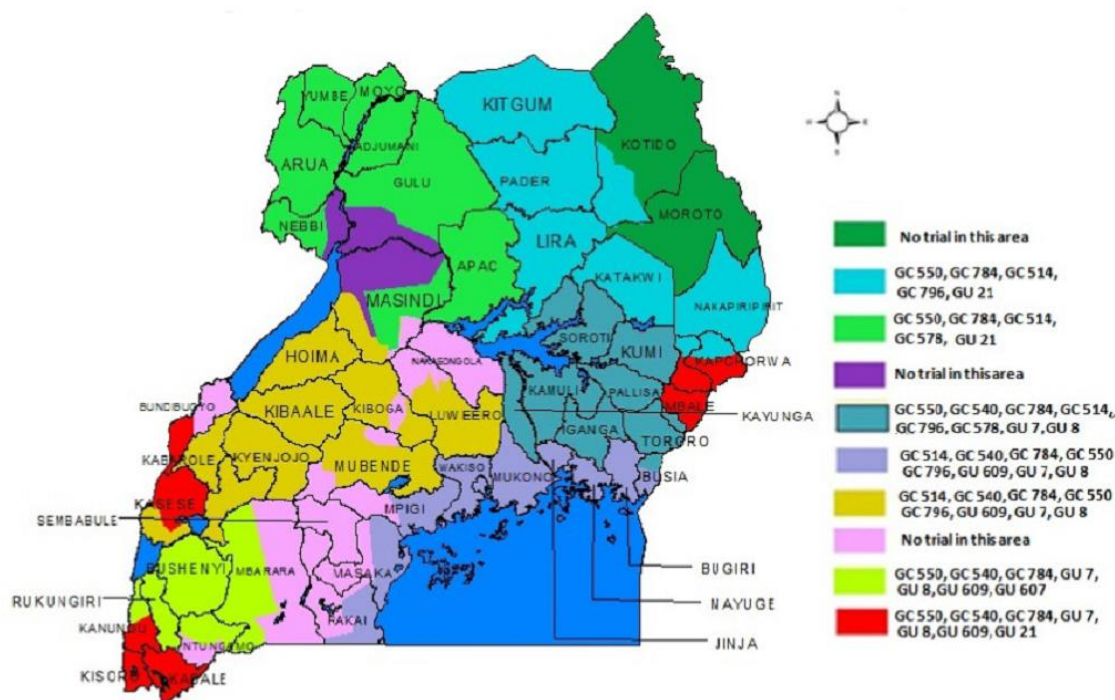 N
W
E
S
YUMBE
MOYO
KITGUM
ADJUMANI
KOTIDO
ARUA
GULU
PADER
MOROTO
NEBBI
LIRA
APAC
KATAKWI
MASINDI
NAKAPIRIPIRIT
SOROTI
HOIMA
NAKASONGOLA
KUMI
KAPCHORWA
KAMULI
PALLISA
BUNDIBUGYO
KIBAALE
KIBOGA
LUWEERO
MBALE
KAYUNGA
IGANGA
TORORO
KABAROLE
KYENJOJO
MUBENDE
WAKISO
MUKONO
BUSIA
KASESE
SEMBABULE
MPIGI
BUSHENYI
MBARARA
MASAKA
BUGIRI
RUKUNGIRI
RAKAI
MAYUGE
KANUNGU
NTUNGAMO
JINJA
KISORO
KABALE
No trial in this area
GC 550, GC 784, GC 514,
GC 796, GU 21
GC 550, GC 784, GC 514,
GC 578, GU 21
No trial in this area
GC 550, GC 540, GC 784, GC 514,
GC 796, GC 578, GU 7, GU 8
GC 514, GC 540, GC 784, GC 550
GC 796, GU 609, GU 7, GU 8
GC 514, GC 540, GC 784, GC 550
GC 796, GU 609, GU 7, GU 8
No trial in this area
GC 550, GC 540, GC 784, GU 7,
GU 8, GU 609, GU 607
GC 550, GC 540, GC 784, GU 7,
GU 8, GU 609, GU 21